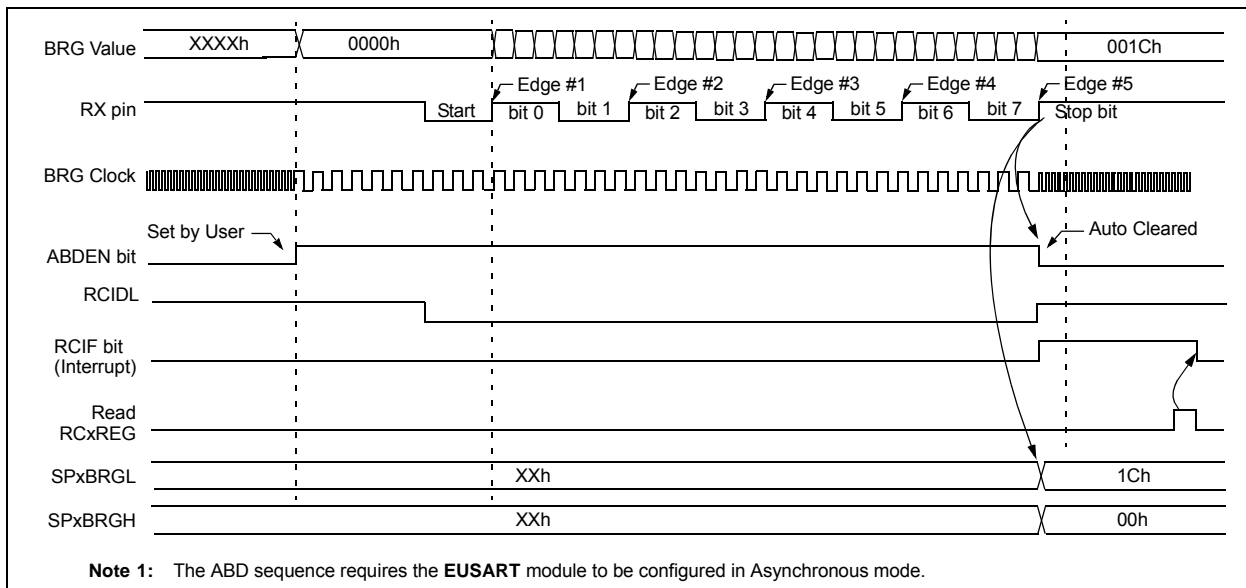 BRG Value XXXXh 0000h 001Ch
Edge #1 Edge #2 Edge #3 Edge #4 Edge #5
RX pin Start bit 0 bit 1 bit 2 bit 3 bit 4 bit 5 bit 6 bit 7 Stop bit
BRG Clock
Set by User Auto Cleared
ABDEN bit
RCIDL
RCIF bit
(Interrupt)
Read
RCxREG
SPxBRGL XXh 1Ch
SPxBRGH XXh 00h
Note 1: The ABD sequence requires the EUSART module to be configured in Asynchronous mode.